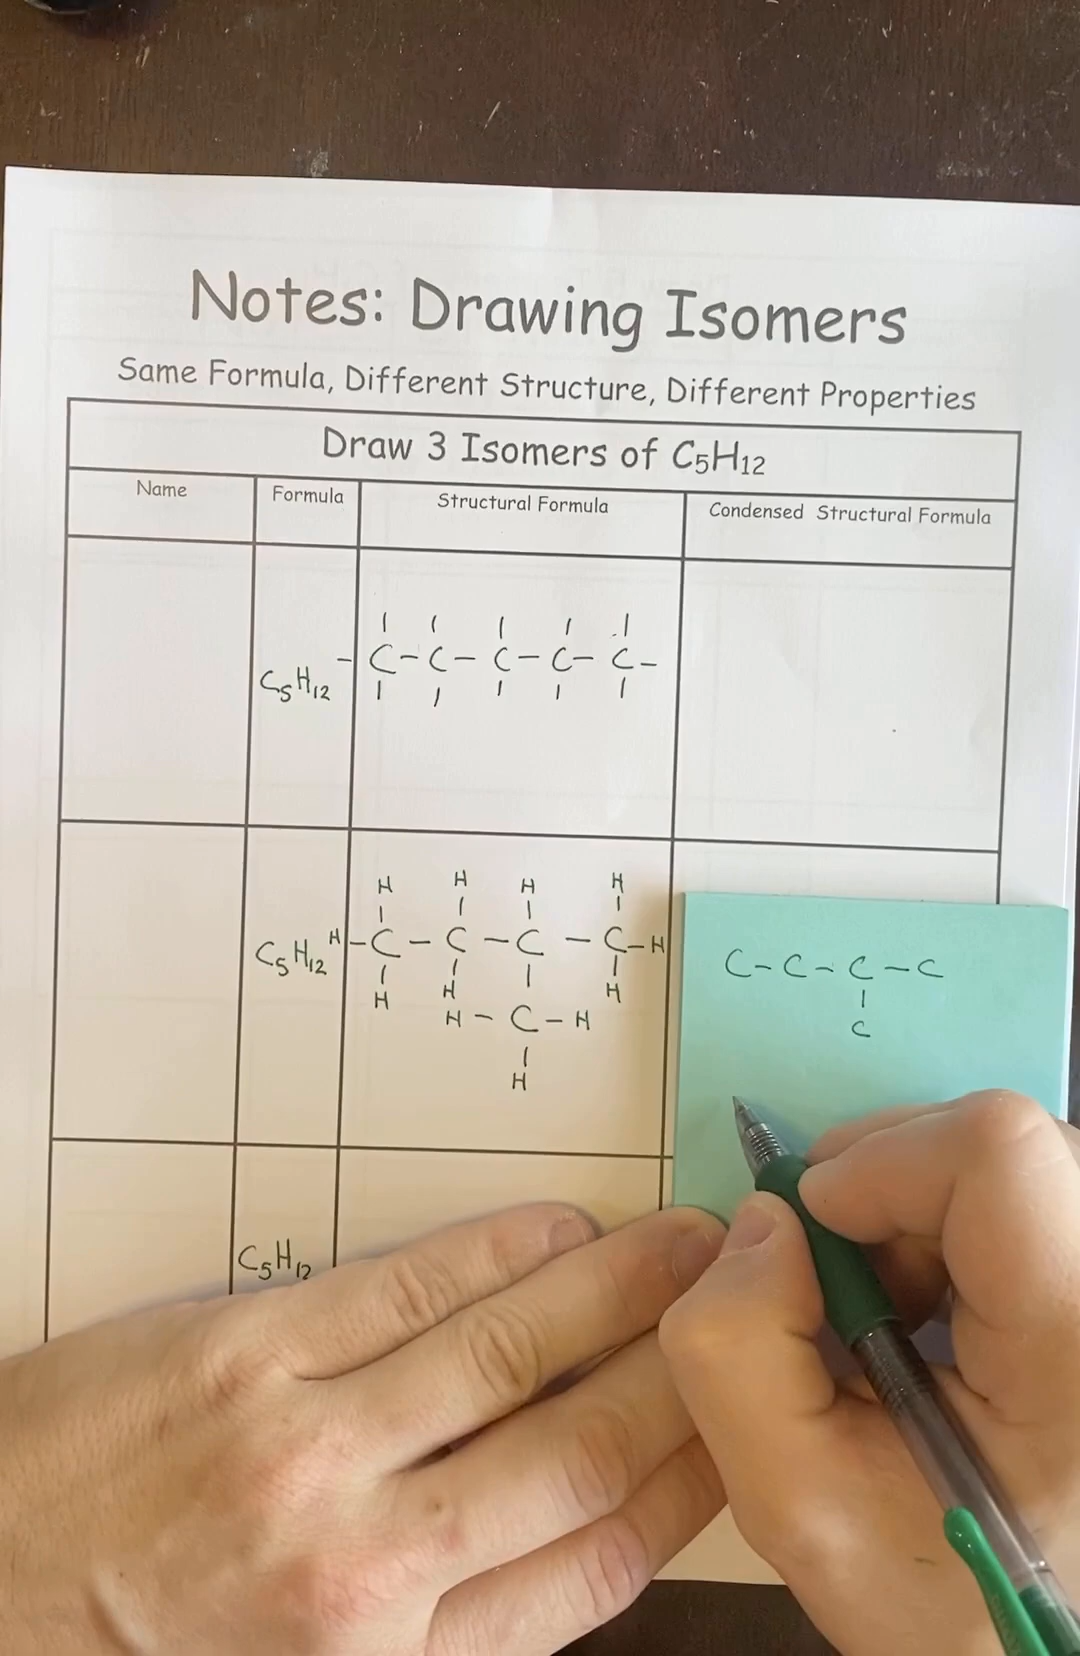 Notes: Drawing Isomers
Same Formula, Different Structure, Different Properties
Draw 3 Isomers of C₅H₁₂
Name Formula Structural Formula Condensed Structural Formula
C₅H₁₂
- C - C - C - C - C -
H H H H
C₅H₁₂ H - C - C - C - C - H
H H H
H - C - H
H
C - C - C - C
C
C₅H₁₂